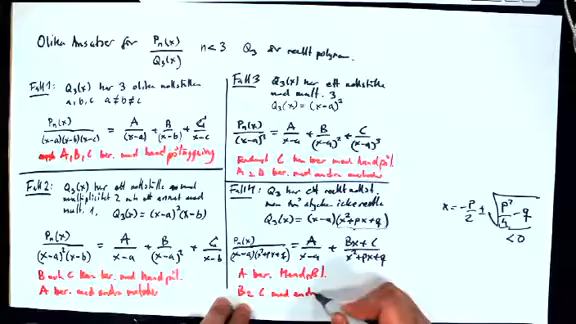 Olika Ansatser för Pn(x)/Q3(x) n<3 Q3 är reellt polynom.
Fall 1: Q3(x) har 3 olika nollställen
a, b, c a≠b≠c
Pn(x)/((x-a)(x-b)(x-c)) = A/(x-a) + B/(x-b) + C/(x-c)
A, B, C ber. med handpåläggning
Fall 2: Q3(x) har ett nollställe med
multiplicitet 2 och ett annat med
mult. 1, Q3(x) = (x-a)²(x-b)
Pn(x)/((x-a)²(x-b)) = A/(x-a) + B/(x-a)² + C/(x-b)
B och C kan ber. med handpål.
A ber. med andra metoder
Fall 3 Q3(x) har ett nollställe
med mult. 3
Q3(x) = (x-a)³
Pn(x)/(x-a)³ = A/(x-a) + B/(x-a)² + C/(x-a)³
Endast C kan ber med handpål.
A 2 B med andra metoder
Fall 4: Q3 har ett reellt nollst.
men två icke reella
Q3(x) = (x-a)(x²+px+q)
Pn(x)/((x-a)(x²+px+q)) = A/(x-a) + (Bx+C)/(x²+px+q)
A ber. Handpål.
B 2 C med andr
x = -p/2 ± √(p²/4 - q)
<0